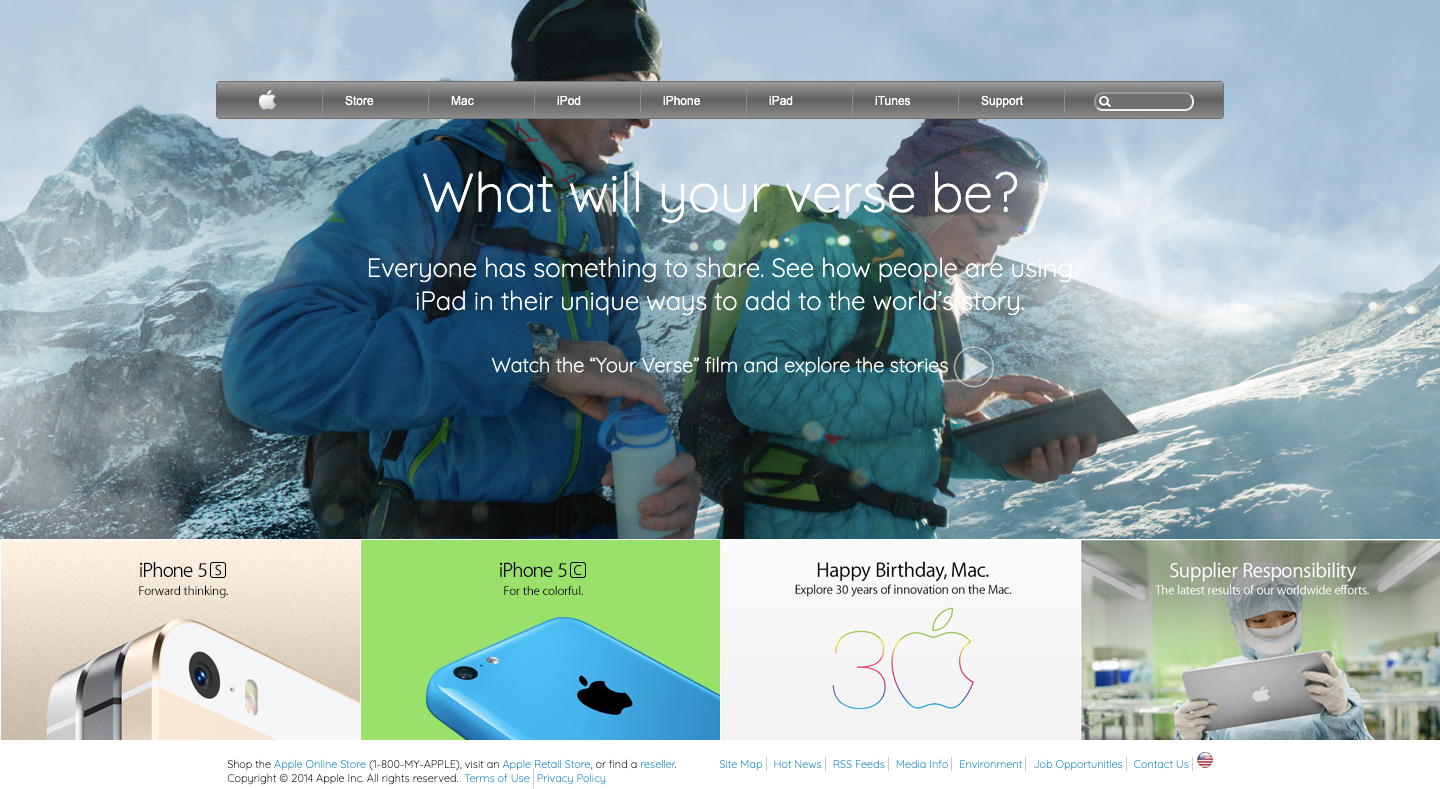 Store Mac iPod iPhone iPad iTunes Support
What will your verse be?
Everyone has something to share. See how people are using
iPad in their unique ways to add to the world’s story.
Watch the “Your Verse” film and explore the stories
iPhone 5S
Forward thinking.
iPhone 5C
For the colorful.
Happy Birthday, Mac.
Explore 30 years of innovation on the Mac.
30
Supplier Responsibility
The latest results of our worldwide efforts.
Shop the Apple Online Store (1-800-MY-APPLE), visit an Apple Retail Store, or find a reseller.
Copyright © 2014 Apple Inc. All rights reserved. Terms of Use Privacy Policy
Site Map Hot News RSS Feeds Media Info Environment Job Opportunities Contact Us